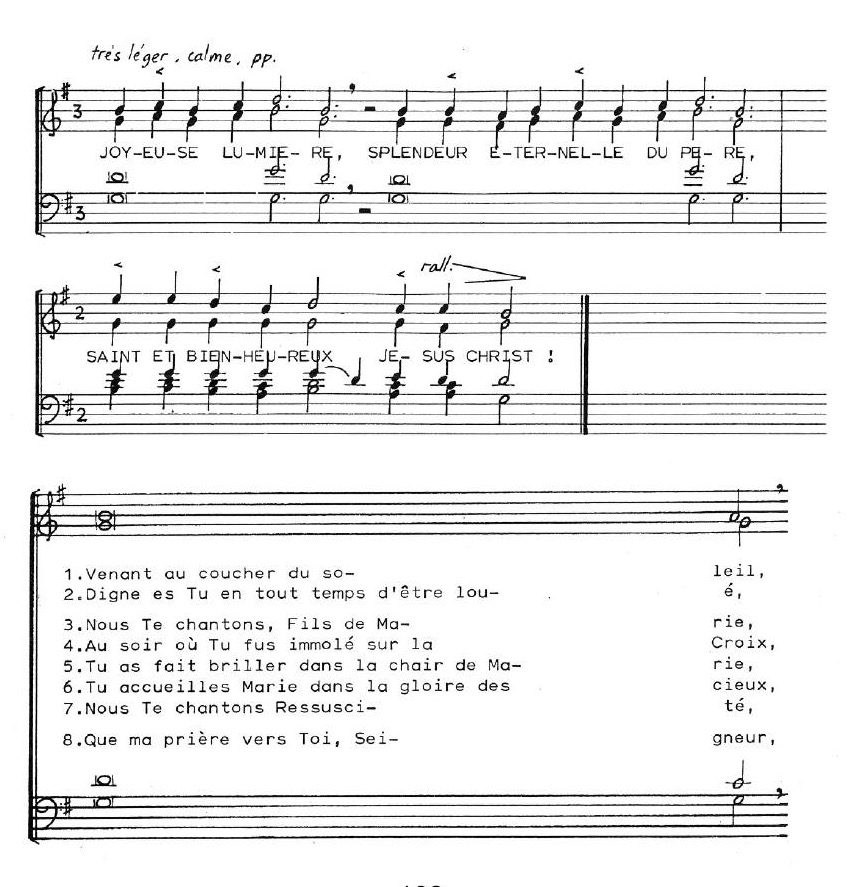 très léger. calme. pp.
3
JOY-EU-SE LU-MIE-RE, SPLENDEUR E-TER-NEL-LE DU PE-RE,
3
rall.
2
SAINT ET BIEN-HEU-REUX JE-SUS CHRIST !
2
1.Venant au coucher du so- leil,
2.Digne es Tu en tout temps d'être lou- é,
3.Nous Te chantons, Fils de Ma- rie,
4.Au soir où Tu fus immolé sur la Croix,
5.Tu as fait briller dans la chair de Ma- rie,
6.Tu accueilles Marie dans la gloire des cieux,
7.Nous Te chantons Ressusci- té,
8.Que ma prière vers Toi, Sei- gneur,